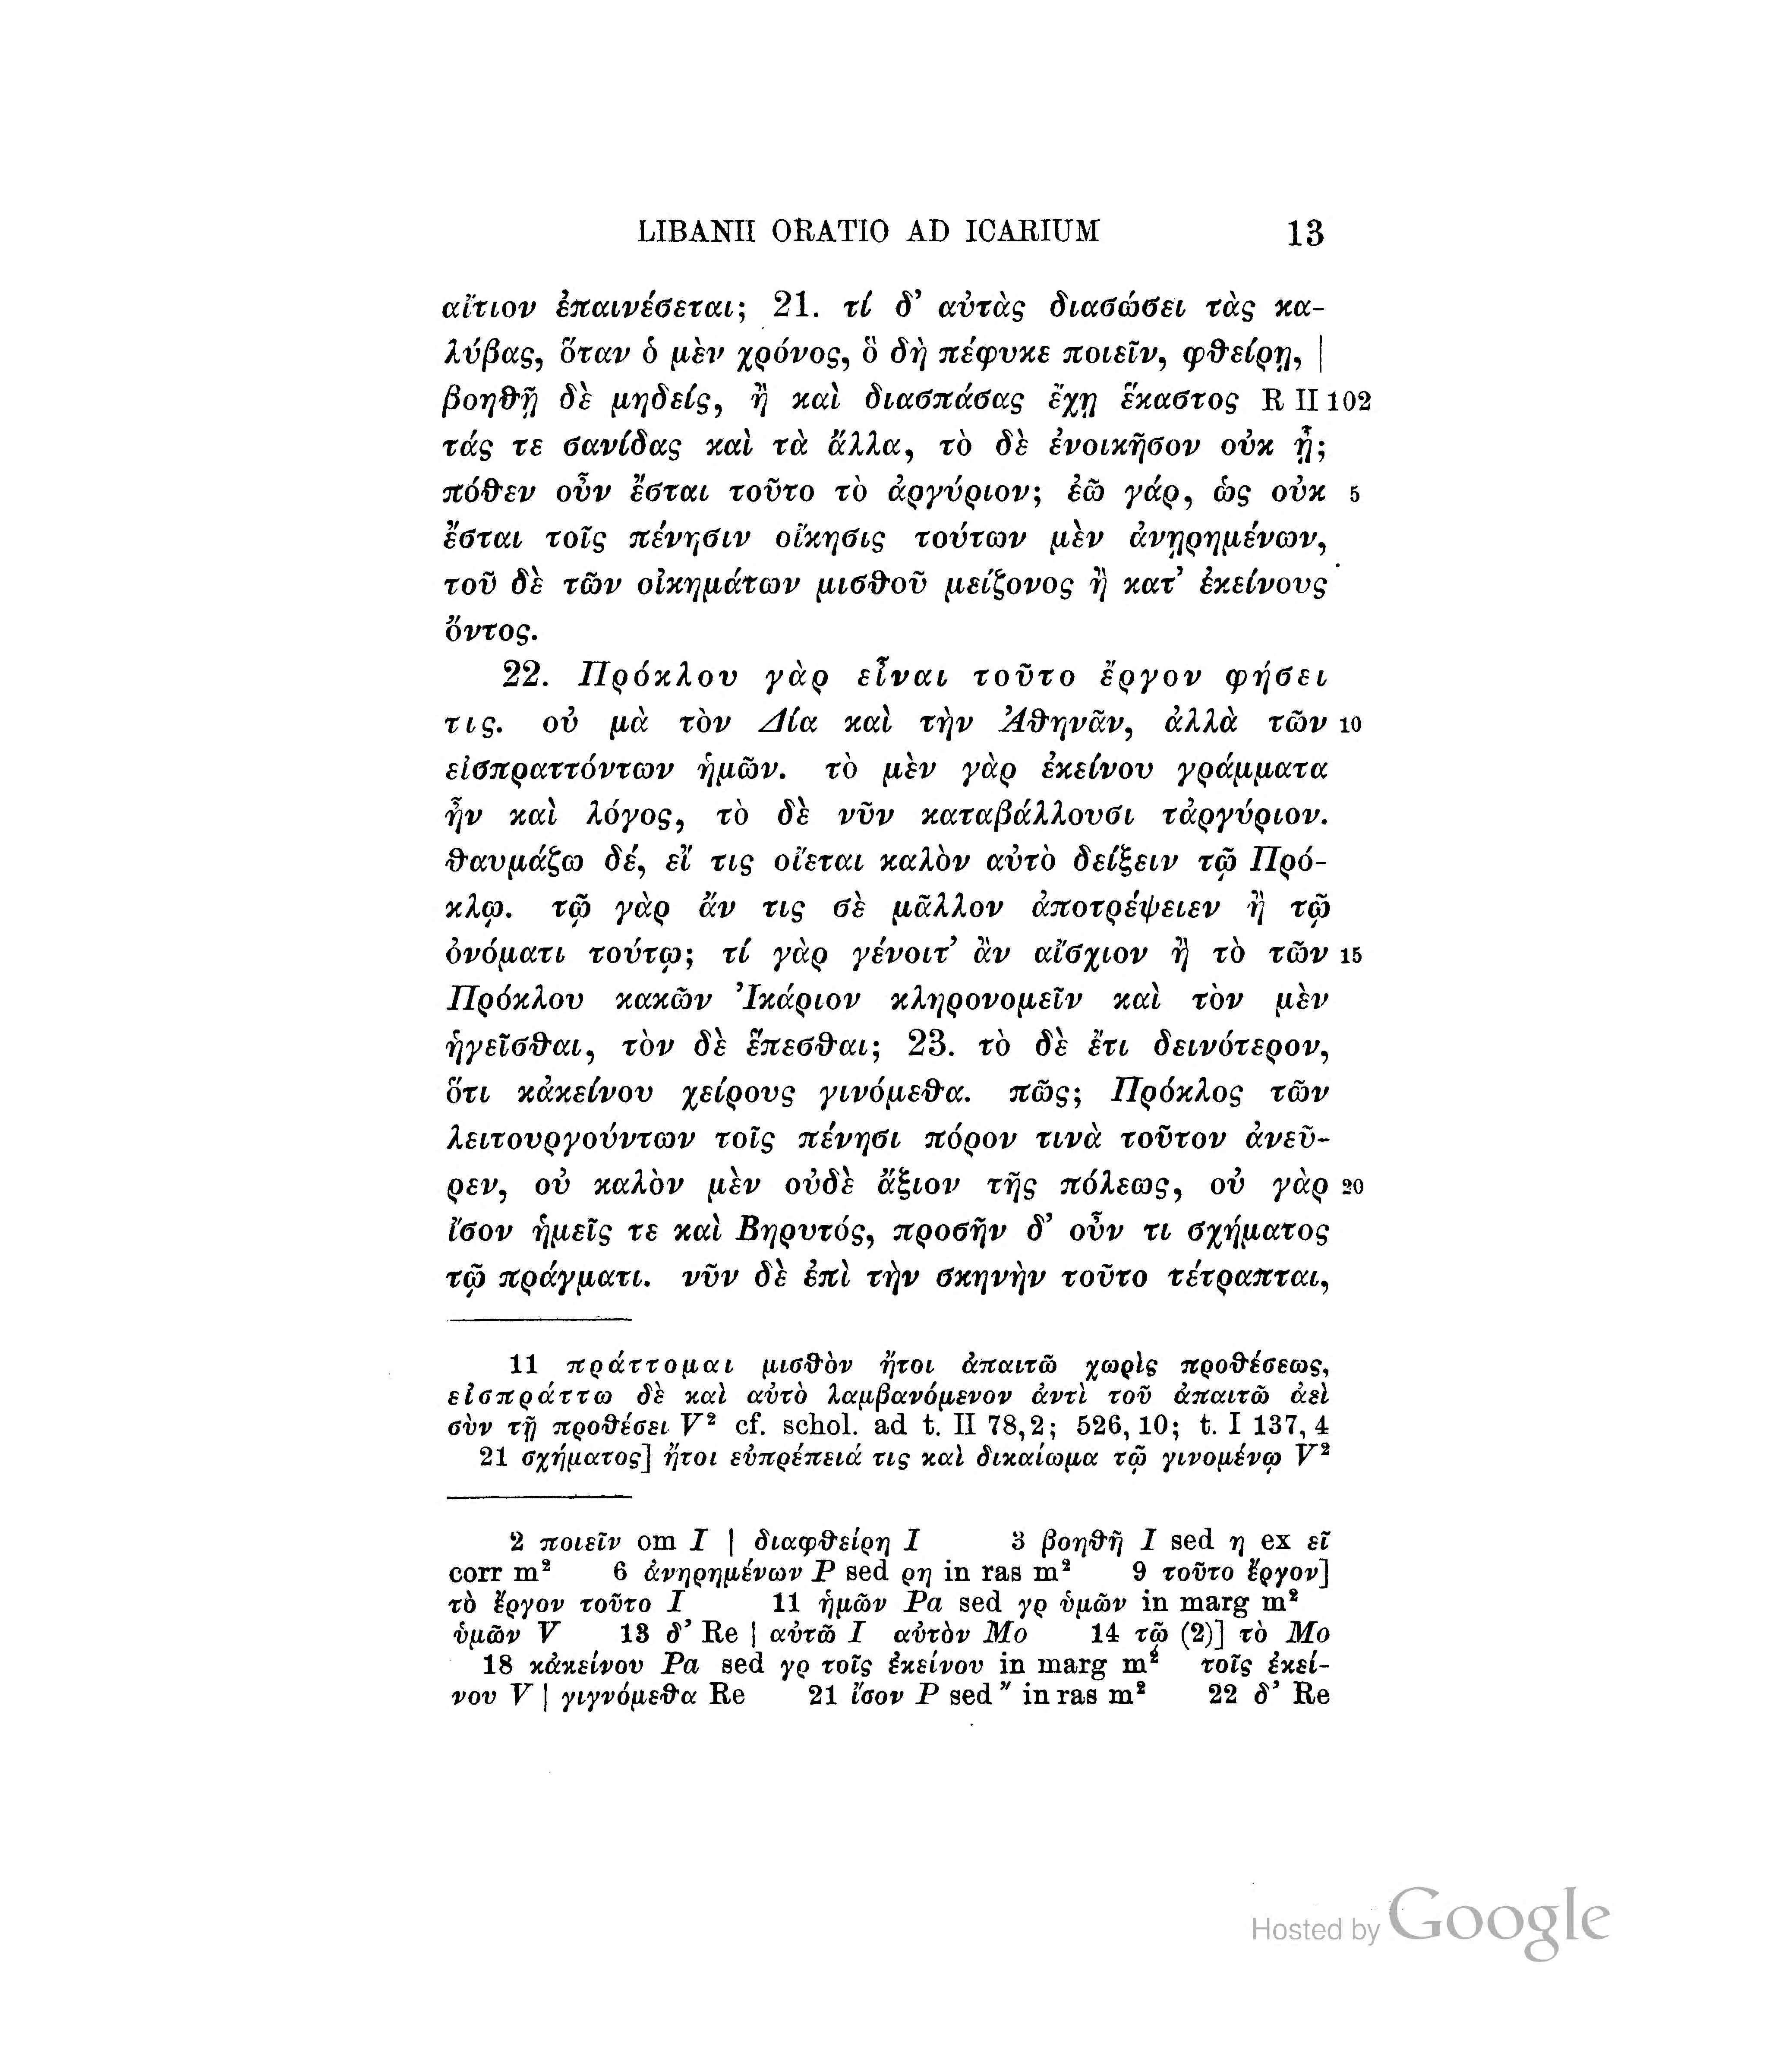 LIBANII ORATIO AD ICARIUM 13
αἴτιον ἐπαινέσεται; 21. τί δ’ αὐτὰς διασώσει τὰς κα-
λύβας, ὅταν ὁ μὲν χρόνος, ὃ δὴ πέφυκε ποιεῖν, φθείρῃ, |
βοηθῇ δὲ μηδείς, ἢ καὶ διασπάσας ἔχῃ ἕκαστος R II 102
τάς τε σανίδας καὶ τὰ ἄλλα, τὸ δὲ ἐνοικῆσον οὐκ ᾖ;
πόθεν οὖν ἔσται τοῦτο τὸ ἀργύριον; ἐῶ γάρ, ὡς οὐκ 5
ἔσται τοῖς πένησιν οἴκησις τούτων μὲν ἀνῃρημένων,
τοῦ δὲ τῶν οἰκημάτων μισθοῦ μείζονος ἢ κατ’ ἐκείνους
ὄντος.
22. Πρόκλου γὰρ εἶναι τοῦτο ἔργον φήσει
τις. οὐ μὰ τὸν Δία καὶ τὴν Ἀθηνᾶν, ἀλλὰ τῶν 10
εἰσπραττόντων ἡμῶν. τὸ μὲν γὰρ ἐκείνου γράμματα
ἦν καὶ λόγος, τὸ δὲ νῦν καταβάλλουσι τἀργύριον.
θαυμάζω δέ, εἴ τις οἴεται καλὸν αὐτὸ δείξειν τῷ Πρό-
κλῳ. τῷ γὰρ ἄν τις σὲ μᾶλλον ἀποτρέψειεν ἢ τῷ
ὀνόματι τούτῳ; τί γὰρ γένοιτ’ ἂν αἴσχιον ἢ τὸ τῶν 15
Πρόκλου κακῶν Ἰκάριον κληρονομεῖν καὶ τὸν μὲν
ἡγεῖσθαι, τὸν δὲ ἕπεσθαι; 23. τὸ δὲ ἔτι δεινότερον,
ὅτι κἀκείνου χείρους γινόμεθα. πῶς; Πρόκλος τῶν
λειτουργούντων τοῖς πένησι πόρον τινὰ τοῦτον ἀνεῦ-
ρεν, οὐ καλὸν μὲν οὐδὲ ἄξιον τῆς πόλεως, οὐ γὰρ 20
ἴσον ἡμεῖς τε καὶ Βηρυτός, προσῆν δ’ οὖν τι σχήματος
τῷ πράγματι. νῦν δὲ ἐπὶ τὴν σκηνὴν τοῦτο τέτραπται,
11 πράττομαι μισθὸν ἤτοι ἀπαιτῶ χωρὶς προθέσεως,
εἰσπράττω δὲ καὶ αὐτὸ λαμβανόμενον ἀντὶ τοῦ ἀπαιτῶ ἀεὶ
σὺν τῇ προθέσει V² cf. schol. ad t. II 78,2; 526,10; t. I 137,4
21 σχήματος] ἤτοι εὐπρέπειά τις καὶ δικαίωμα τῷ γινομένῳ V²
2 ποιεῖν om I | διαφθείρη I 3 βοηθῆ I sed η ex εῖ
corr m² 6 ἀνηρημένων P sed ρη in ras m² 9 τοῦτο ἔργον]
τὸ ἔργον τοῦτο I 11 ἡμῶν Pa sed γρ ὑμῶν in marg m²
ὑμῶν V 13 δ’ Re | αὐτῶ I αὐτὸν Mo 14 τῷ (2)] τὸ Mo
18 κἀκείνου Pa sed γρ τοῖς ἐκείνου in marg m² τοῖς ἐκεί-
νου V | γιγνόμεθα Re 21 ἴσον P sed ῎ in ras m² 22 δ’ Re
Hosted by Google